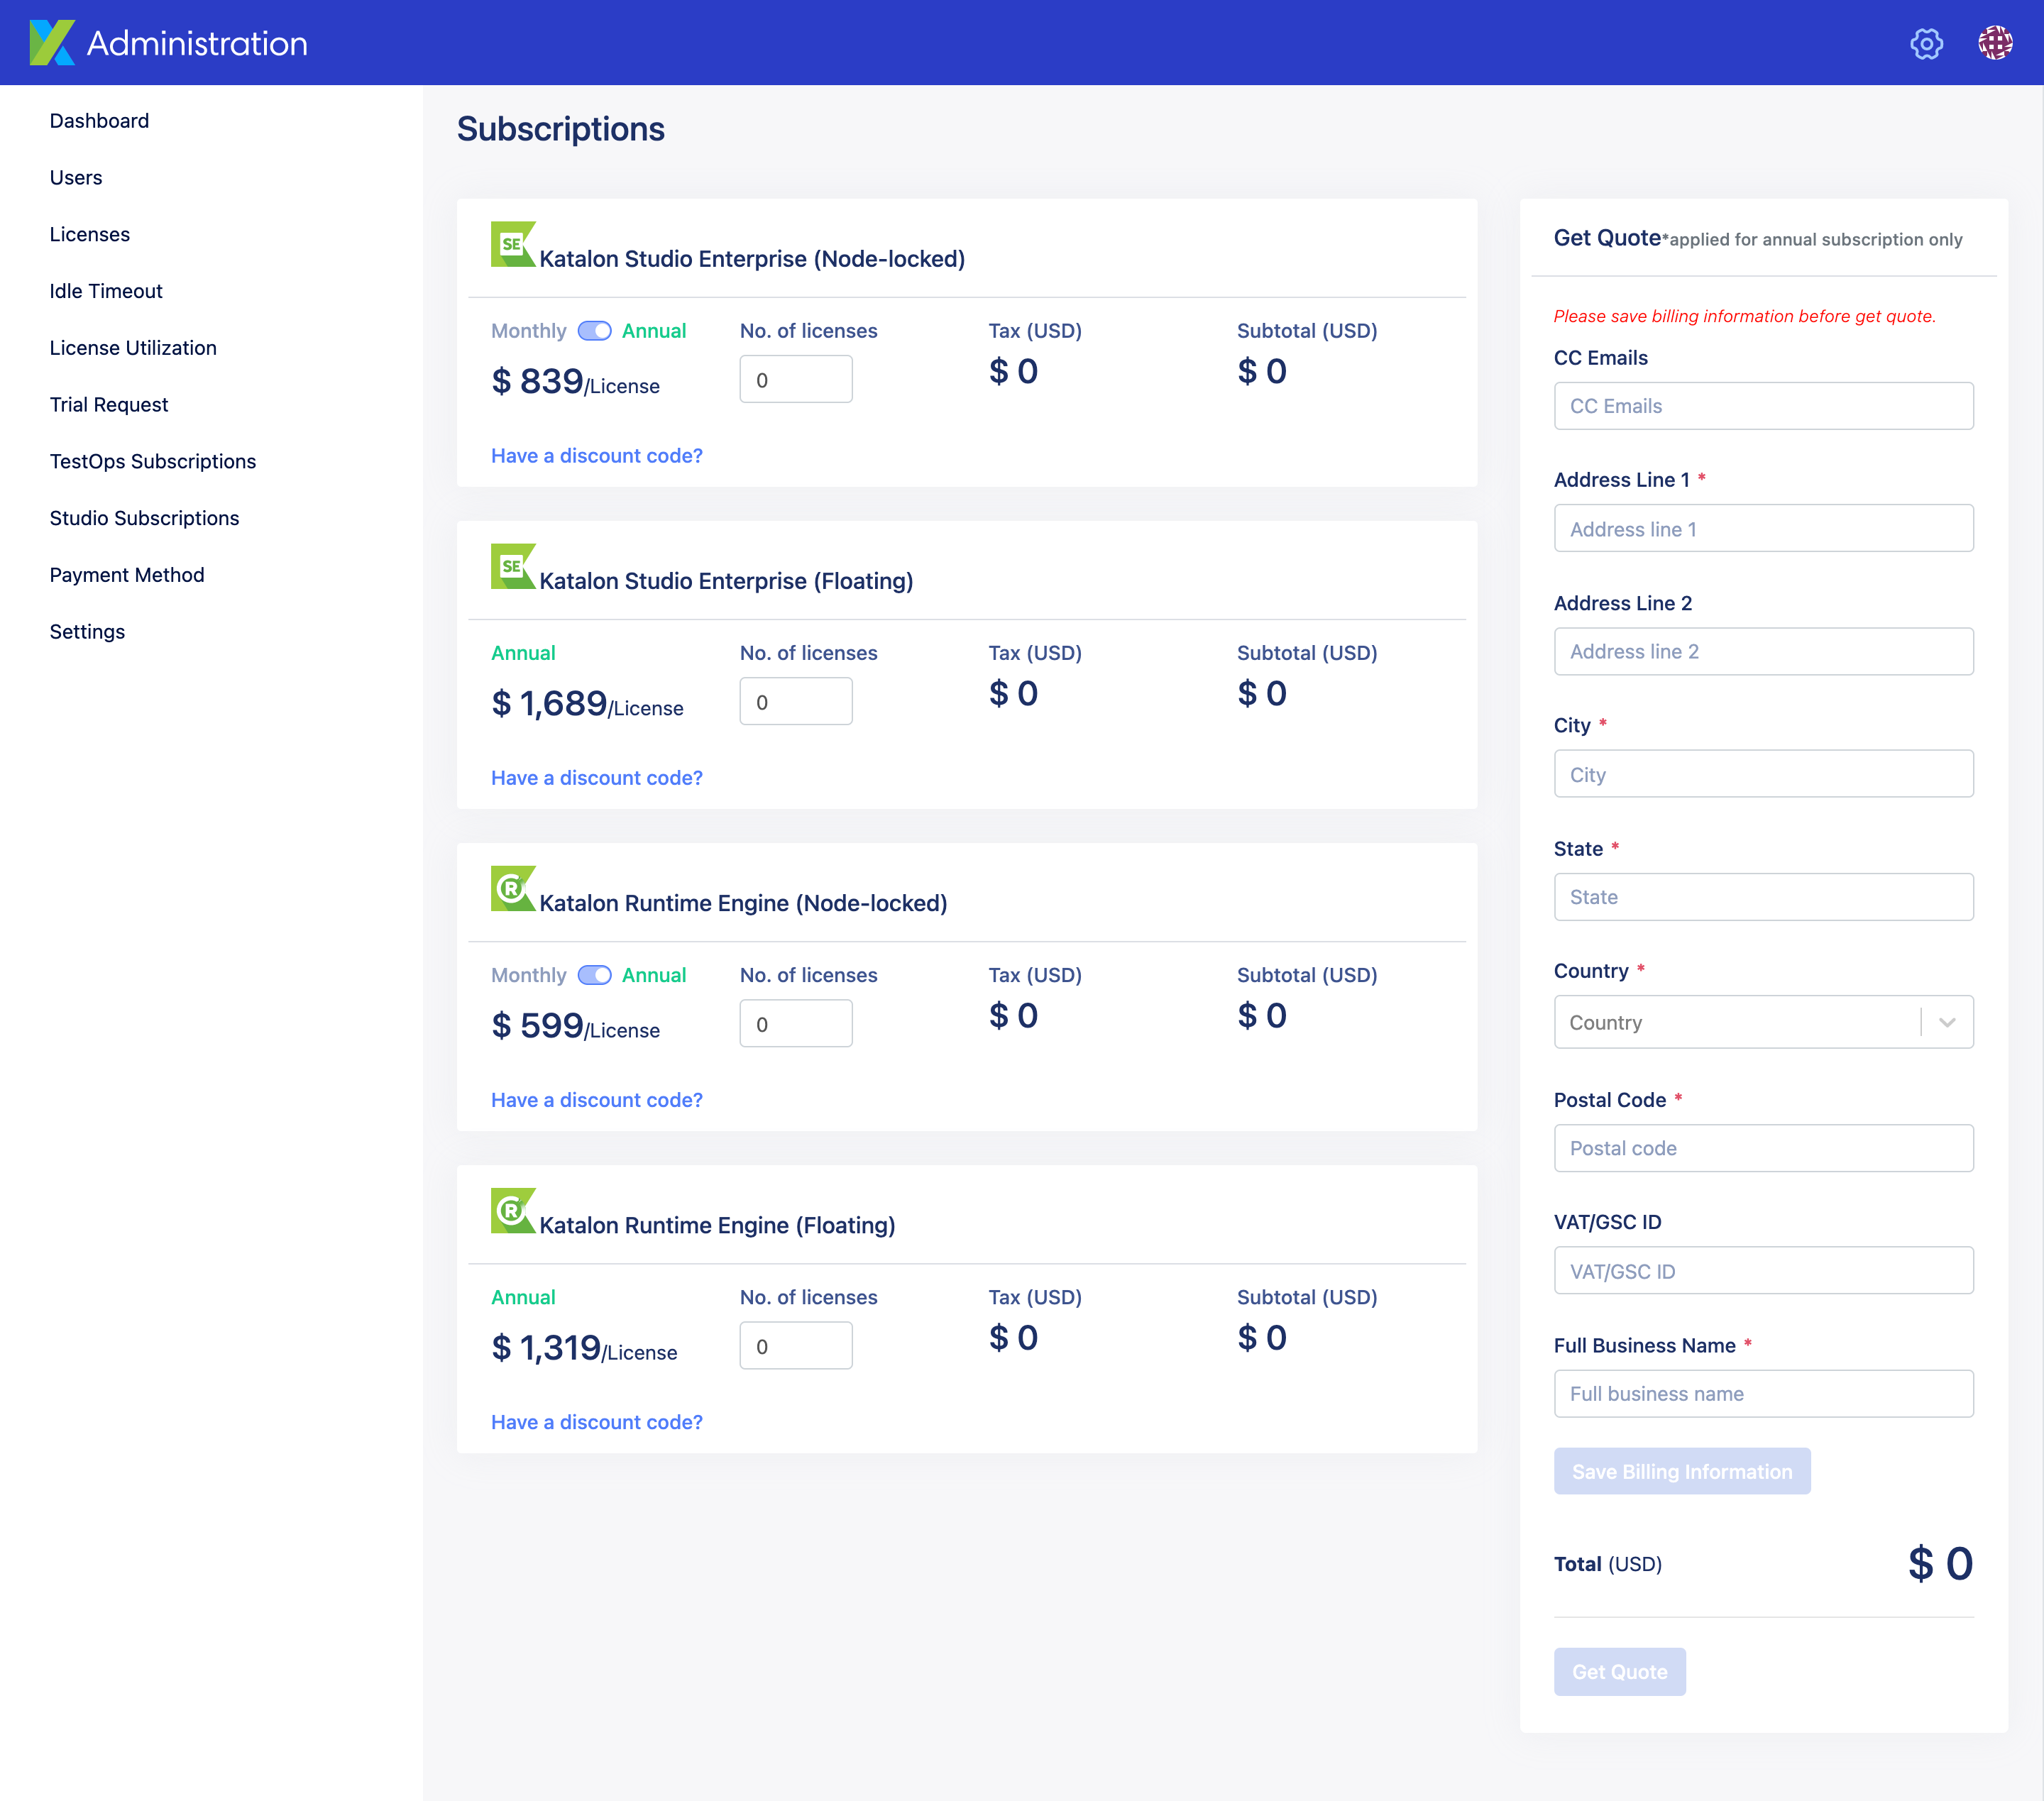 Administration
Dashboard
Users
Licenses
Idle Timeout
License Utilization
Trial Request
TestOps Subscriptions
Studio Subscriptions
Payment Method
Settings
Subscriptions
SE Katalon Studio Enterprise (Node-locked)
Monthly Annual No. of licenses Tax (USD) Subtotal (USD)
$ 839/License 0 $ 0 $ 0
Have a discount code?
SE Katalon Studio Enterprise (Floating)
Annual No. of licenses Tax (USD) Subtotal (USD)
$ 1,689/License 0 $ 0 $ 0
Have a discount code?
R Katalon Runtime Engine (Node-locked)
Monthly Annual No. of licenses Tax (USD) Subtotal (USD)
$ 599/License 0 $ 0 $ 0
Have a discount code?
R Katalon Runtime Engine (Floating)
Annual No. of licenses Tax (USD) Subtotal (USD)
$ 1,319/License 0 $ 0 $ 0
Have a discount code?
Get Quote*applied for annual subscription only
Please save billing information before get quote.
CC Emails
CC Emails
Address Line 1 *
Address line 1
Address Line 2
Address line 2
City *
City
State *
State
Country *
Country
Postal Code *
Postal code
VAT/GSC ID
VAT/GSC ID
Full Business Name *
Full business name
Save Billing Information
Total (USD) $ 0
Get Quote